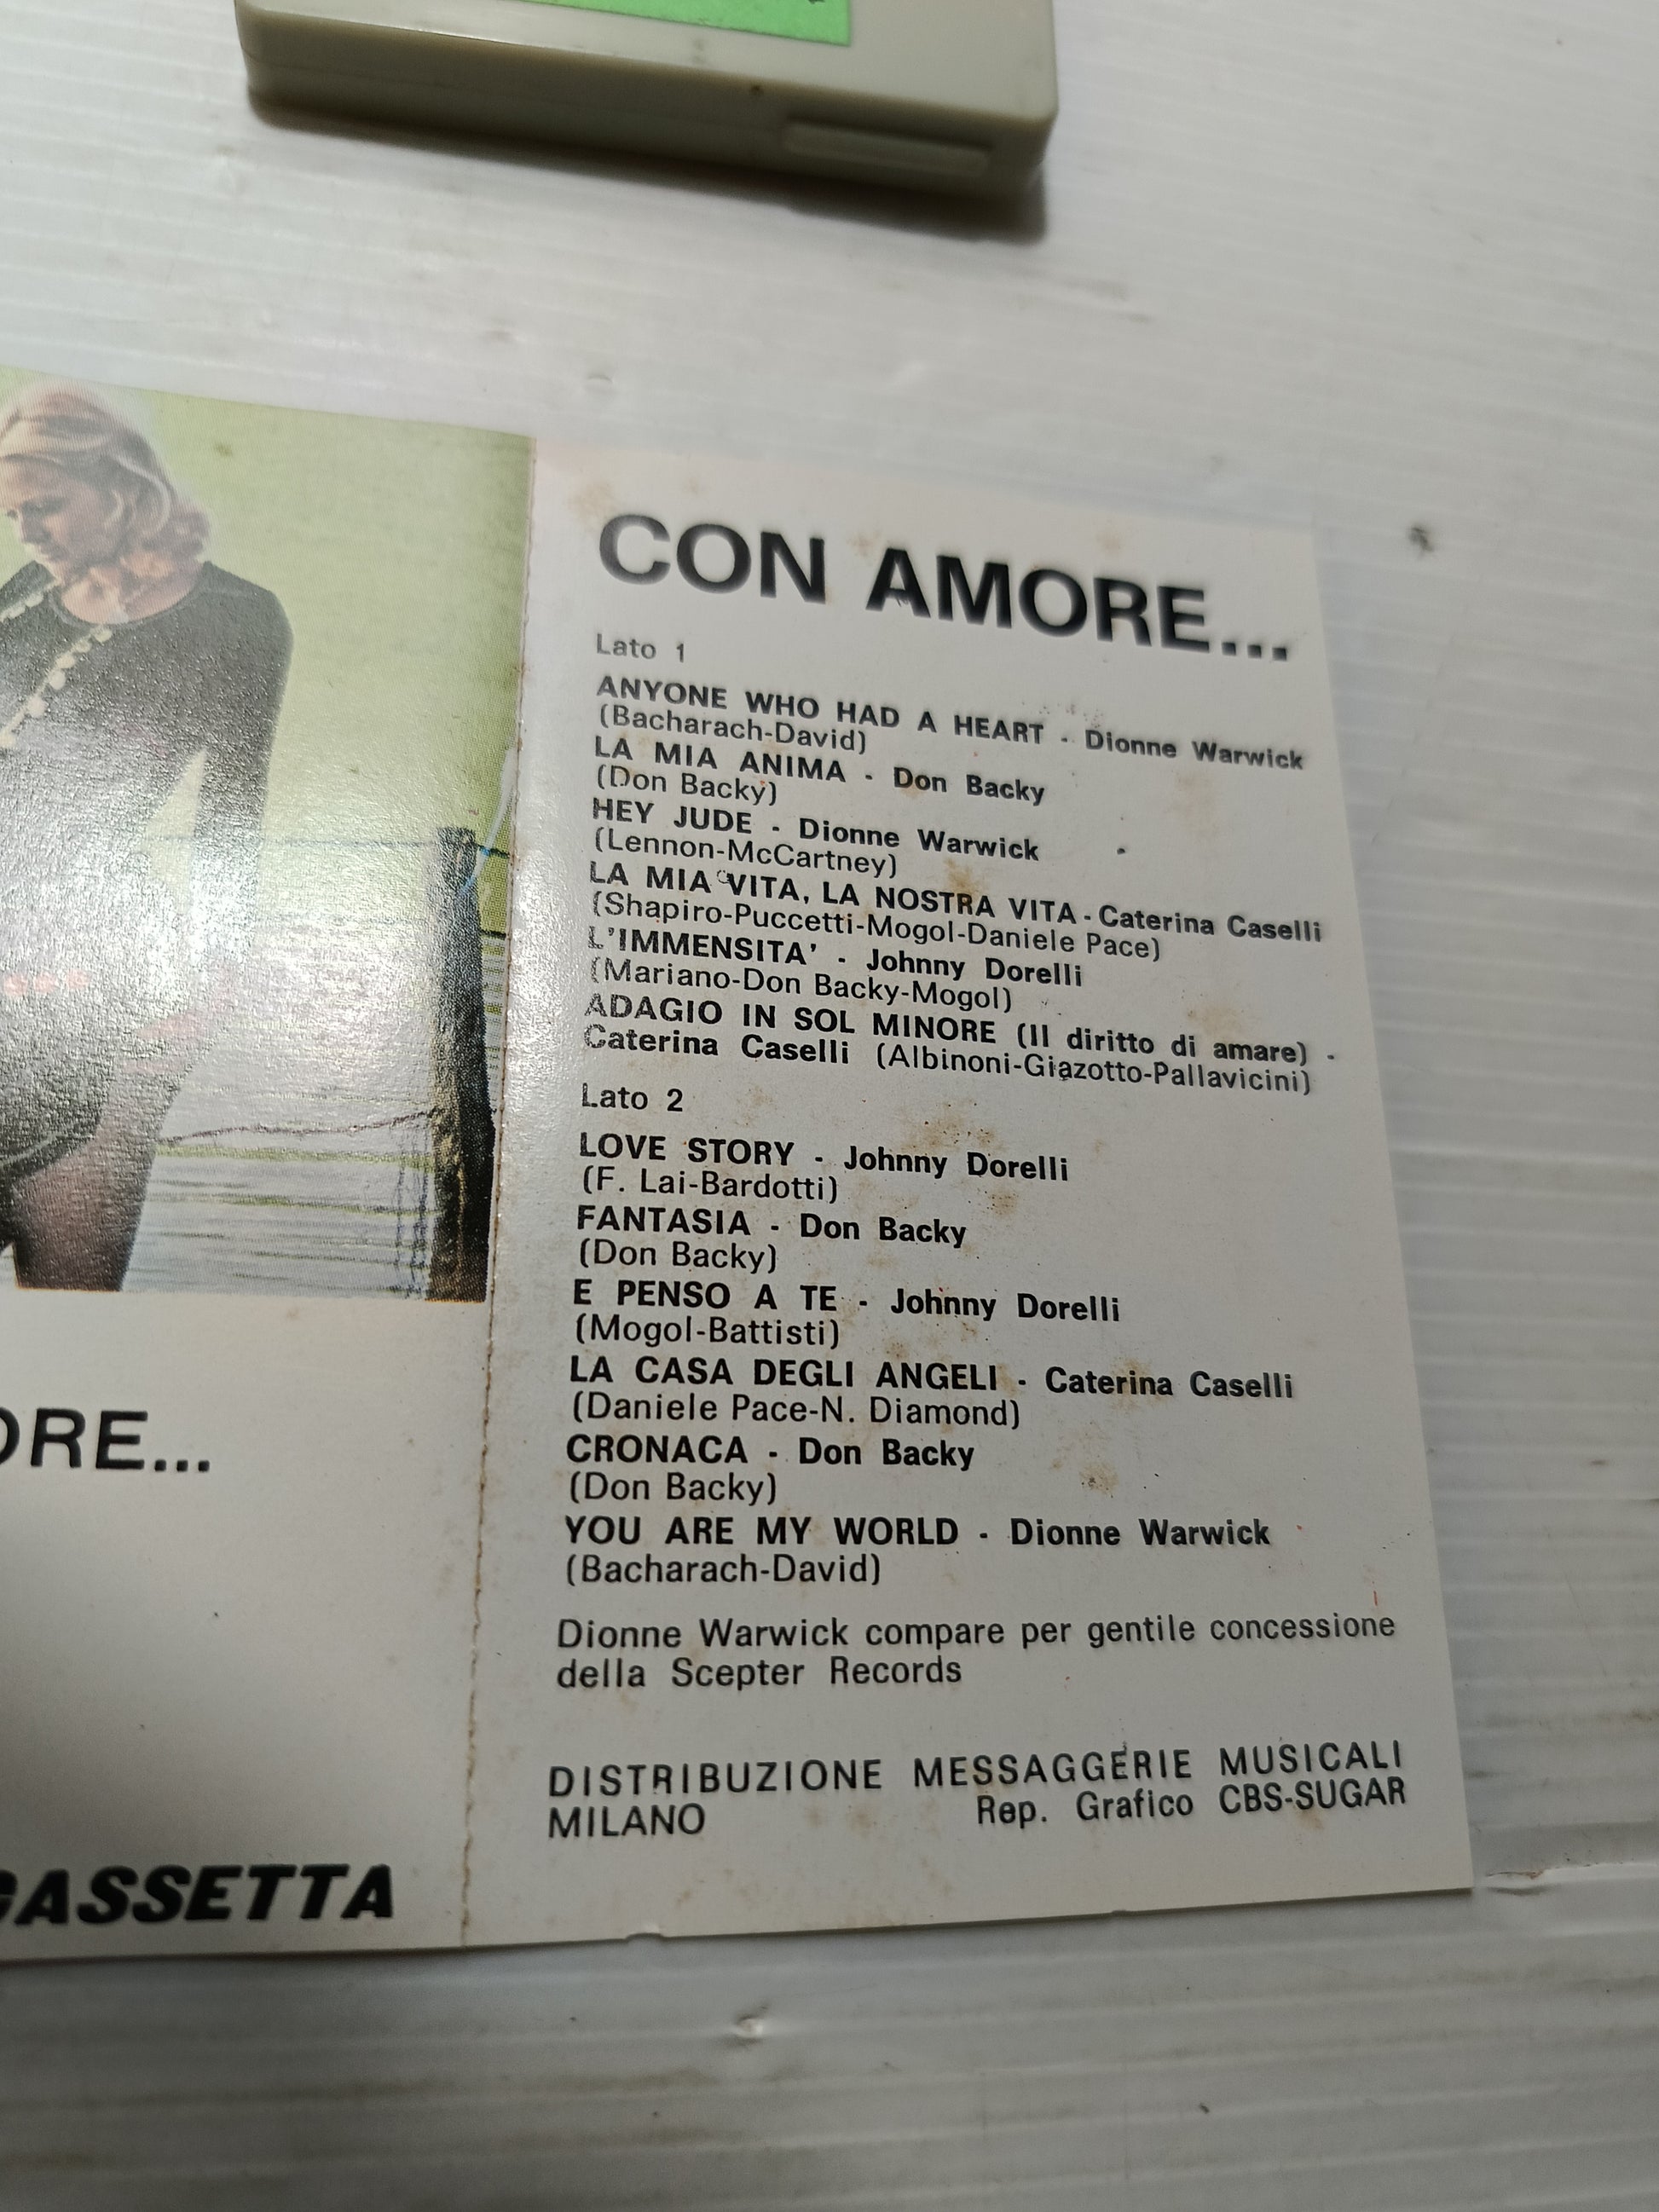 CON AMORE...
Lato 1
ANYONE WHO HAD A HEART - Dionne Warwick
(Bacharach-David)
LA MIA ANIMA - Don Backy
(Don Backy)
HEY JUDE - Dionne Warwick
(Lennon-McCartney)
LA MIA VITA, LA NOSTRA VITA - Caterina Caselli
(Shapiro-Puccetti-Mogol-Daniele Pace)
L'IMMENSITA' - Johnny Dorelli
(Mariano-Don Backy-Mogol)
ADAGIO IN SOL MINORE (Il diritto di amare) -
Caterina Caselli (Albinoni-Giazotto-Pallavicini)
Lato 2
LOVE STORY - Johnny Dorelli
(F. Lai-Bardotti)
FANTASIA - Don Backy
(Don Backy)
E PENSO A TE - Johnny Dorelli
(Mogol-Battisti)
LA CASA DEGLI ANGELI - Caterina Caselli
(Daniele Pace-N. Diamond)
CRONACA - Don Backy
(Don Backy)
YOU ARE MY WORLD - Dionne Warwick
(Bacharach-David)
Dionne Warwick compare per gentile concessione
della Scepter Records
DISTRIBUZIONE MESSAGGERIE MUSICALI
MILANO Rep. Grafico CBS-SUGAR
ORE...
CASSETTA